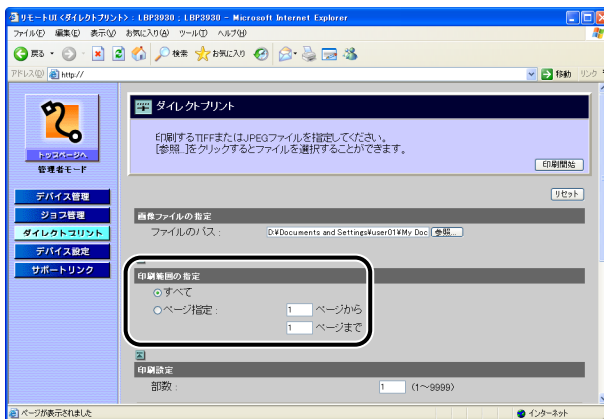 リモートUI <ダイレクトプリント> : LBP3930 ; LBP3930 - Microsoft Internet Explorer
ファイル(F) 編集(E) 表示(V) お気に入り(A) ツール(T) ヘルプ(H)
戻る 検索 お気に入り
アドレス(D) http:// 移動 リンク
ダイレクトプリント
印刷するTIFFまたはJPEGファイルを指定してください。
[参照...]をクリックするとファイルを選択することができます。
印刷開始
トップページへ
管理者モード
デバイス管理
ジョブ管理
ダイレクトプリント
デバイス設定
サポートリンク
リセット
画像ファイルの指定
ファイルのパス : D:¥Documents and Settings¥user01¥My Doc 参照...
印刷範囲の指定
すべて
ページ指定 : 1 ページから
1 ページまで
印刷設定
部数 : 1 (1~9999)
ページが表示されました インターネット